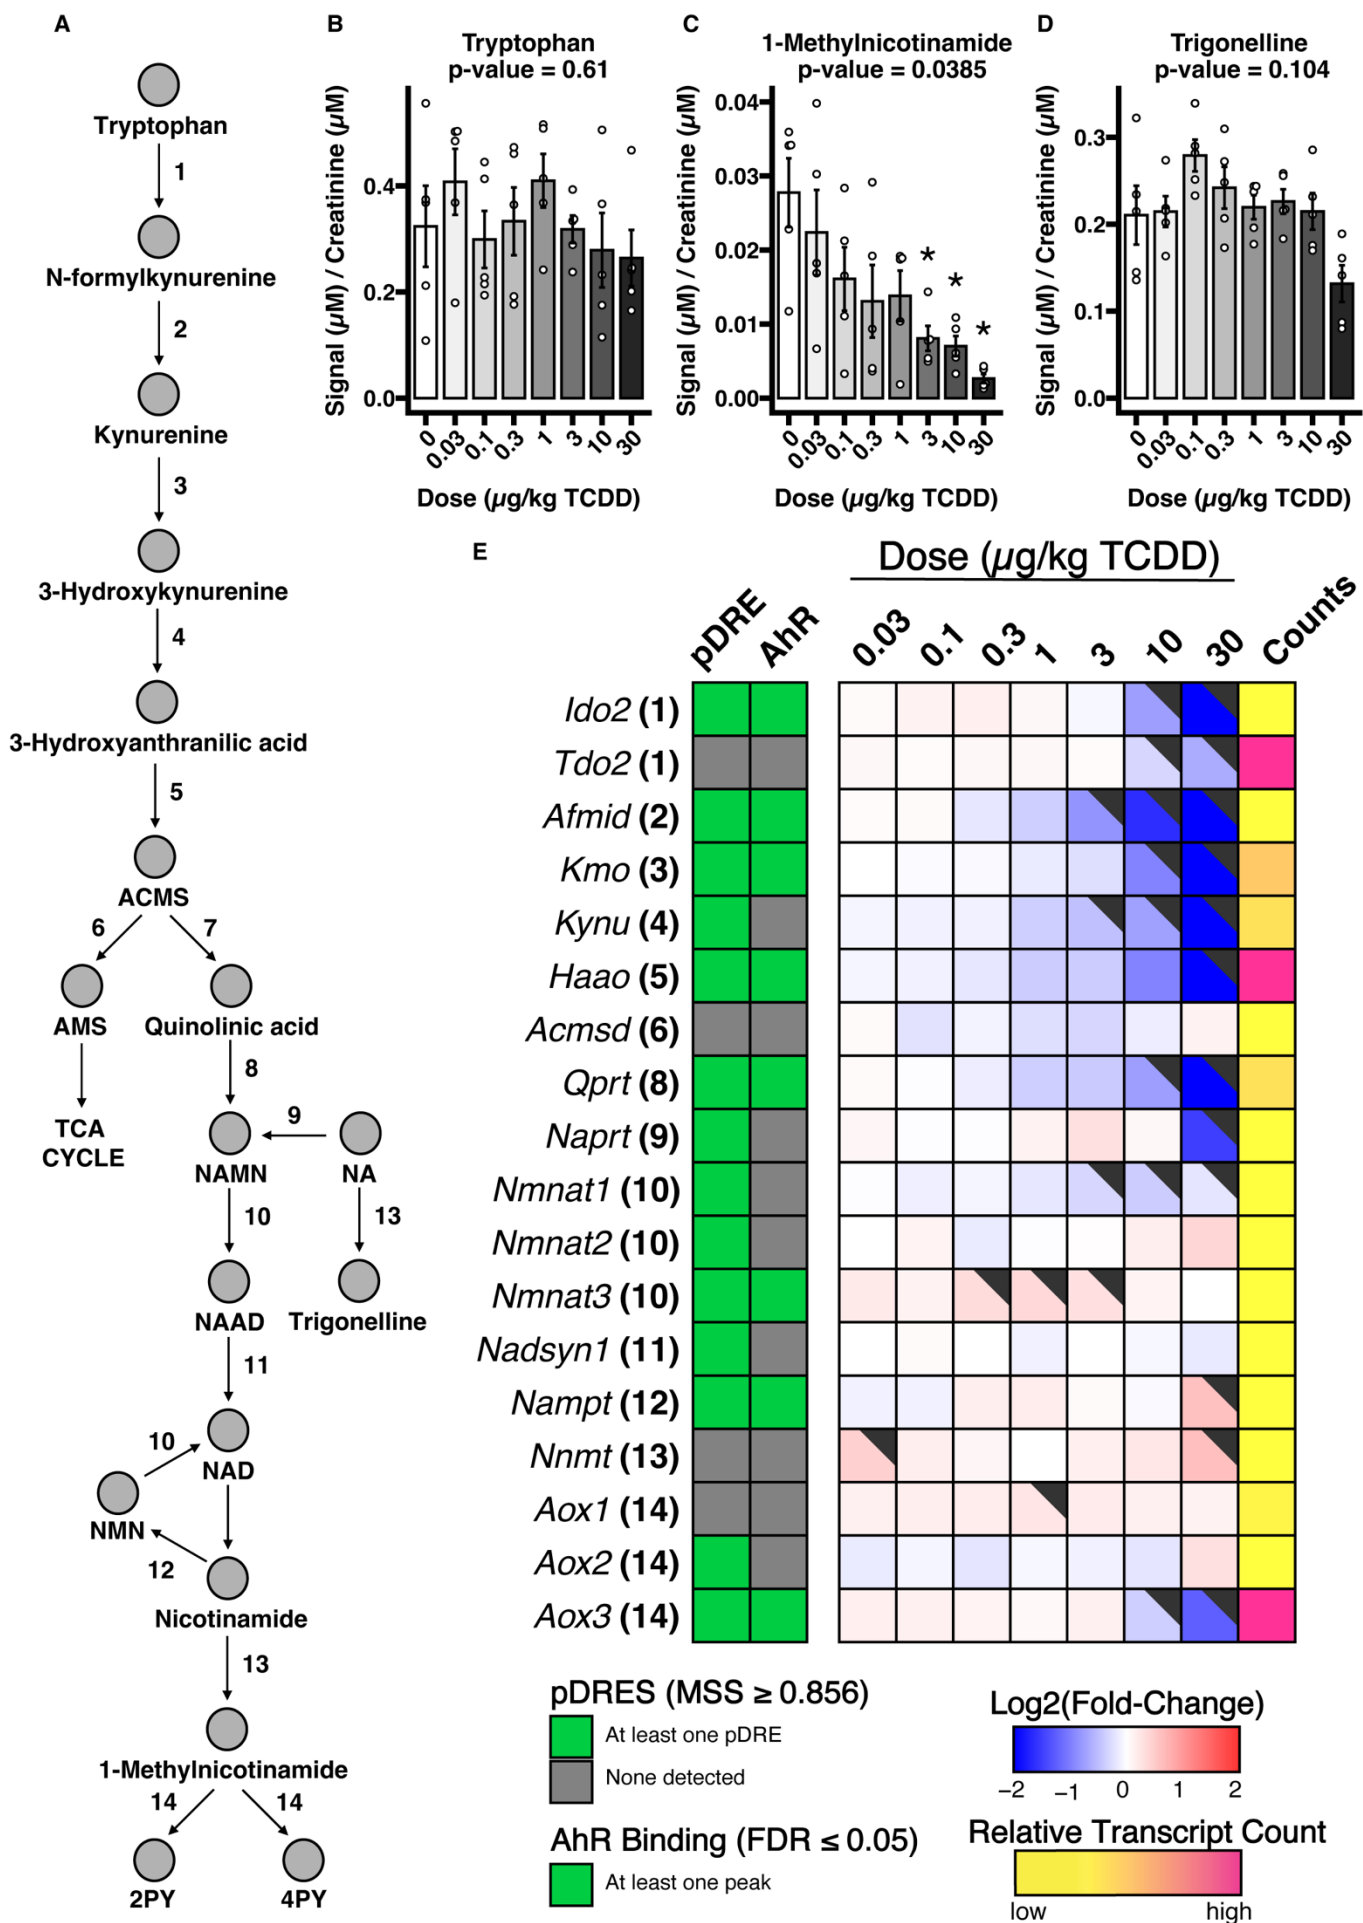 A
Tryptophan
1
N-formylkynurenine
2
Kynurenine
3
3-Hydroxykynurenine
4
3-Hydroxyanthranilic acid
5
ACMS
6
7
AMS
Quinolinic acid
8
TCA
CYCLE
9
NAMN
NA
10
13
NAAD
Trigonelline
11
10
NAD
NMN
12
Nicotinamide
13
1-Methylnicotinamide
14
14
2PY
4PY
B
Tryptophan
p-value = 0.61
Signal (µM) / Creatinine (µM)
0.4
0.2
0.0
0
0.03
0.1
0.3
1
3
10
30
Dose (µg/kg TCDD)
C
1-Methylnicotinamide
p-value = 0.0385
Signal (µM) / Creatinine (µM)
0.04
0.03
0.02
0.01
0.00
*
*
*
0
0.03
0.1
0.3
1
3
10
30
Dose (µg/kg TCDD)
D
Trigonelline
p-value = 0.104
Signal (µM) / Creatinine (µM)
0.3
0.2
0.1
0.0
0
0.03
0.1
0.3
1
3
10
30
Dose (µg/kg TCDD)
E
Dose (µg/kg TCDD)
pDRE
AhR
0.03
0.1
0.3
1
3
10
30
Counts
Ido2 (1)
Tdo2 (1)
Afmid (2)
Kmo (3)
Kynu (4)
Haao (5)
Acmsd (6)
Qprt (8)
Naprt (9)
Nmnat1 (10)
Nmnat2 (10)
Nmnat3 (10)
Nadsyn1 (11)
Nampt (12)
Nnmt (13)
Aox1 (14)
Aox2 (14)
Aox3 (14)
pDRES (MSS ≥ 0.856)
At least one pDRE
None detected
AhR Binding (FDR ≤ 0.05)
At least one peak
Log2(Fold-Change)
−2
−1
0
1
2
Relative Transcript Count
low
high